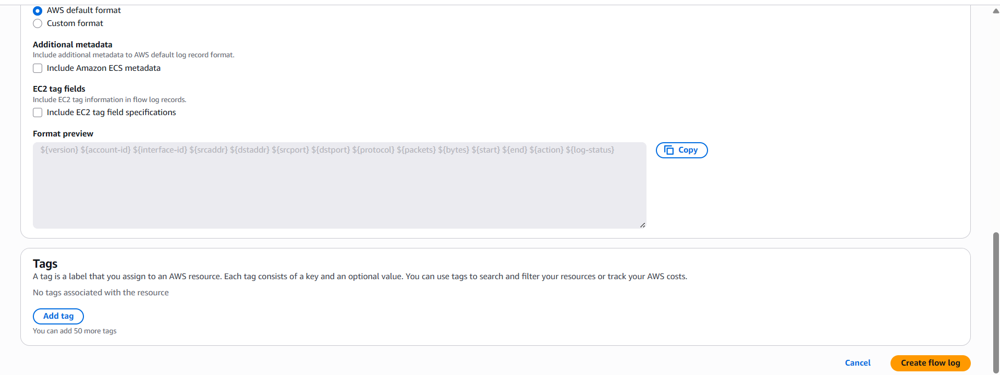 AWS default format
Custom format
Additional metadata
Include additional metadata to AWS default log record format.
Include Amazon ECS metadata
EC2 tag fields
Include EC2 tag information in flow log records.
Include EC2 tag field specifications
Format preview
${version} ${account-id} ${interface-id} ${srcaddr} ${dstaddr} ${srcport} ${dstport} ${protocol} ${packets} ${bytes} ${start} ${end} ${action} ${log-status}
Copy
Tags
A tag is a label that you assign to an AWS resource. Each tag consists of a key and an optional value. You can use tags to search and filter your resources or track your AWS costs.
No tags associated with the resource
Add tag
You can add 50 more tags
Cancel
Create flow log